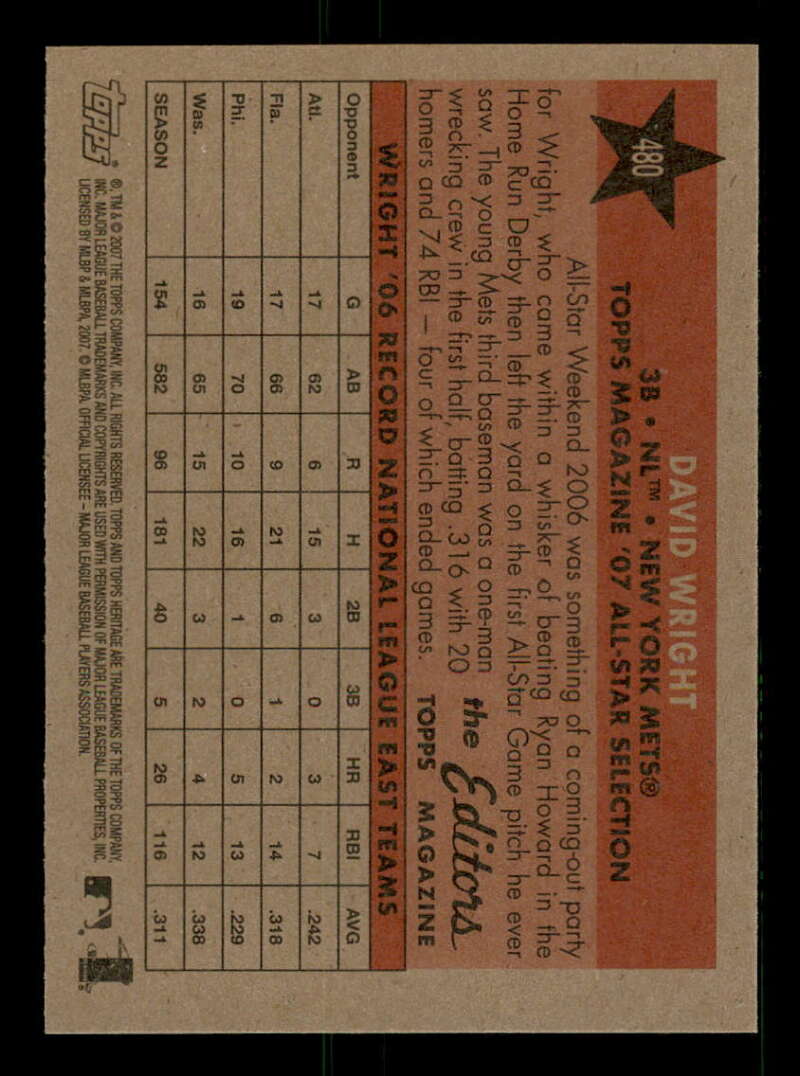 480
DAVID WRIGHT
3B • NL™ • NEW YORK METS®
TOPPS MAGAZINE '07 ALL-STAR SELECTION
All-Star Weekend 2006 was something of a coming-out party
for Wright, who came within a whisker of beating Ryan Howard in the
Home Run Derby then left the yard on the first All-Star Game pitch he ever
saw. The young Mets third baseman was a one-man
wrecking crew in the first half, batting .316 with 20
homers and 74 RBI — four of which ended games.
the Editors
TOPPS MAGAZINE
WRIGHT '06 RECORD NATIONAL LEAGUE EAST TEAMS
Opponent G AB R H 2B 3B HR RBI AVG
Atl. 17 62 6 15 3 0 3 7 .242
Fla. 17 66 9 21 6 1 2 14 .318
Phi. 19 70 10 16 1 0 5 13 .229
Was. 16 65 15 22 3 2 4 12 .338
SEASON 154 582 96 181 40 5 26 116 .311
Topps®
®, TM & © 2007 THE TOPPS COMPANY, INC. ALL RIGHTS RESERVED. TOPPS AND TOPPS HERITAGE ARE TRADEMARKS OF THE TOPPS COMPANY,
INC. MAJOR LEAGUE BASEBALL TRADEMARKS AND COPYRIGHTS ARE USED WITH PERMISSION OF MAJOR LEAGUE BASEBALL PROPERTIES, INC.
LICENSED BY MLBP & MLBPA, 2007. © MLBPA. OFFICIAL LICENSEE – MAJOR LEAGUE BASEBALL PLAYERS ASSOCIATION.